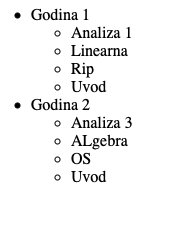 Godina 1
Analiza 1
Linearna
Rip
Uvod
Godina 2
Analiza 3
ALgebra
OS
Uvod